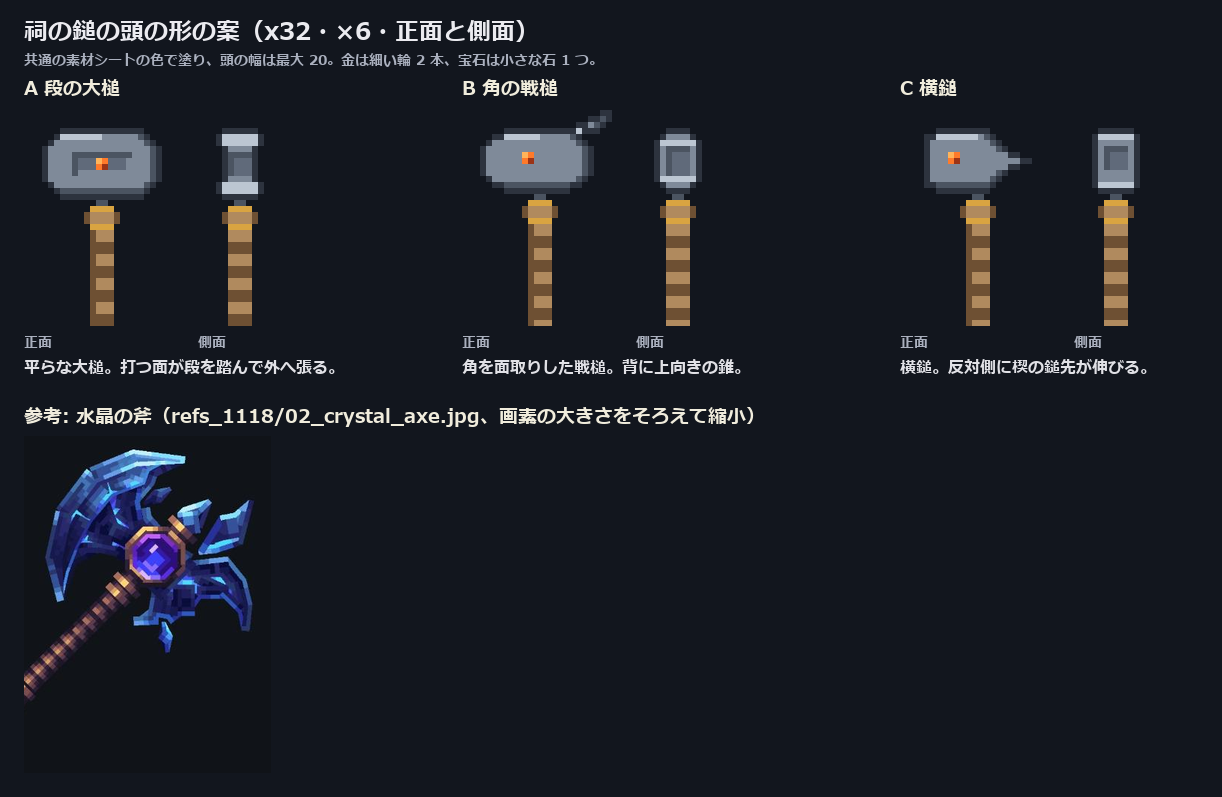 祠の鎚の頭の形の案（x32・×6・正面と側面）
共通の素材シートの色で塗り、頭の幅は最大 20。金は細い輪 2 本、宝石は小さな石 1 つ。
A 段の大槌
B 角の戦槌
C 横鎚
正面
側面
正面
側面
正面
側面
平らな大槌。打つ面が段を踏んで外へ張る。
角を面取りした戦槌。背に上向きの錐。
横鎚。反対側に楔の鎚先が伸びる。
参考: 水晶の斧（refs_1118/02_crystal_axe.jpg、画素の大きさをそろえて縮小）